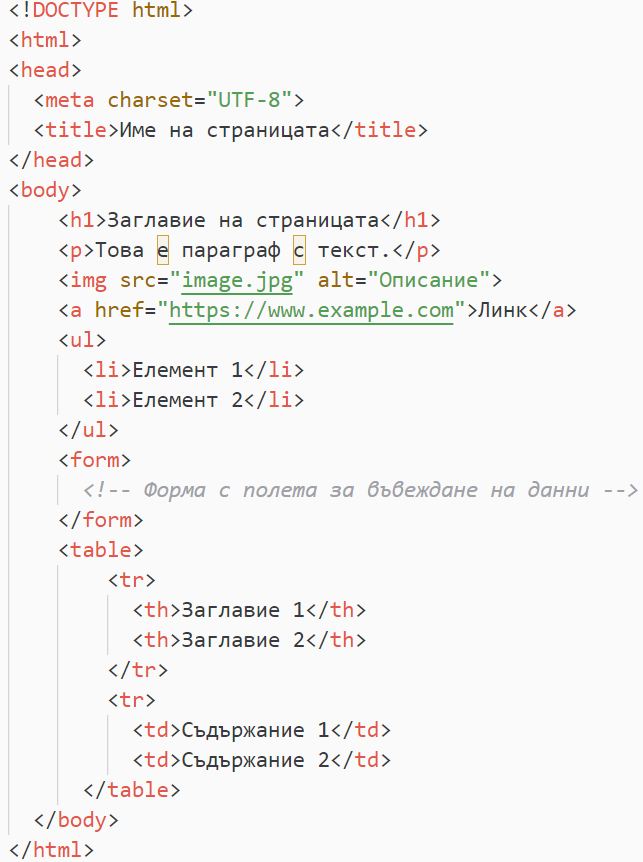 <!DOCTYPE html>
<html>
<head>
  <meta charset="UTF-8">
  <title>Име на страницата</title>
</head>
<body>
    <h1>Заглавие на страницата</h1>
    <p>Това е параграф с текст.</p>
    <img src="image.jpg" alt="Описание">
    <a href="https://www.example.com">Линк</a>
    <ul>
      <li>Елемент 1</li>
      <li>Елемент 2</li>
    </ul>
    <form>
      <!-- Форма с полета за въвеждане на данни -->
    </form>
    <table>
        <tr>
          <th>Заглавие 1</th>
          <th>Заглавие 2</th>
        </tr>
        <tr>
          <td>Съдържание 1</td>
          <td>Съдържание 2</td>
      </table>
  </body>
</html>